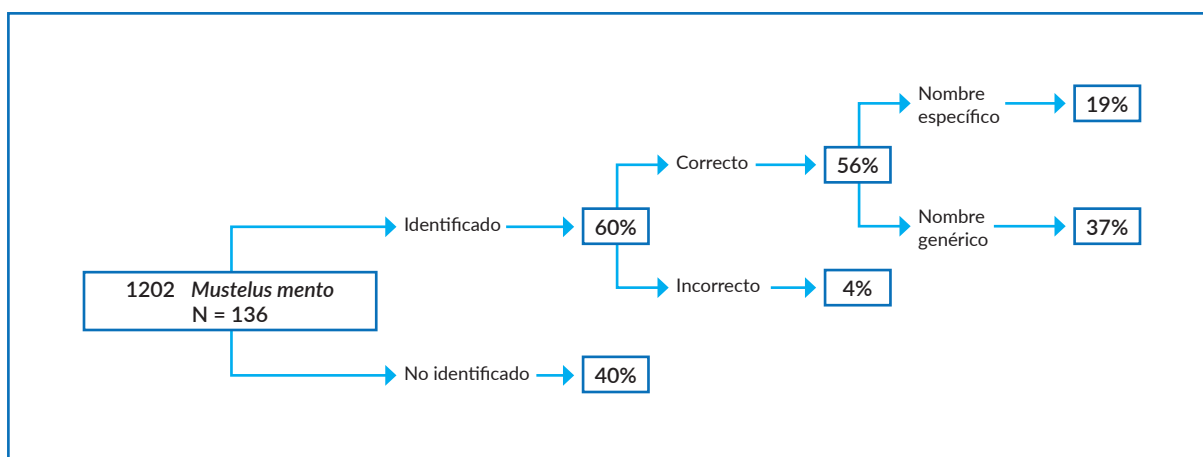 Nombre
específico
19%
Correcto
56%
Nombre
genérico
37%
Identificado
60%
Incorrecto
4%
1202 Mustelus mento
N = 136
No identificado
40%